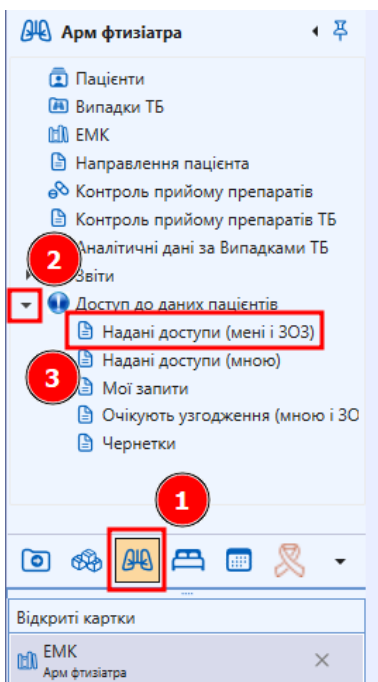 Арм фтизіатра
Пацієнти
Випадки ТБ
ЕМК
Направлення пацієнта
Контроль прийому препаратів
Контроль прийому препаратів ТБ
2
Аналітичні дані за Випадками ТБ
Звіти
Доступ до даних пацієнтів
Надані доступи (мені і ЗОЗ)
Надані доступи (мною)
3
Мої запити
Очікують узгодження (мною і ЗО
Чернетки
1
Відкриті картки
ЕМК
Арм фтизіатра